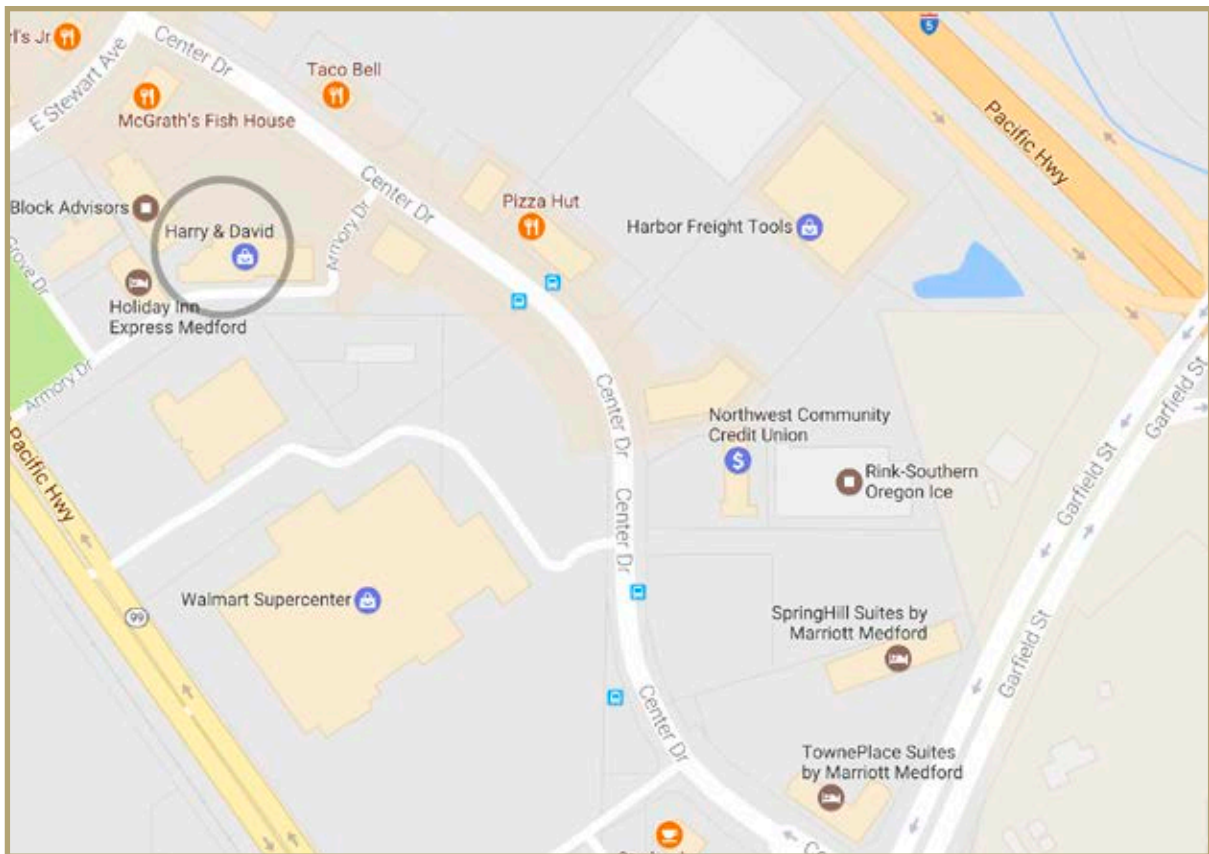 rl's Jr
Center Dr
5
E Stewart Ave
Taco Bell
McGrath's Fish House
Pacific Hwy
Center Dr
Block Advisors
Harry & David
Armory Dr
Pizza Hut
Harbor Freight Tools
Grove Dr
Holiday Inn
Express Medford
Armory Dr
Center Dr
Garfield St
Garfield St
Northwest Community
Credit Union
$
Pacific Hwy
Rink-Southern
Oregon Ice
Garfield St
Center Dr
Walmart Supercenter
99
SpringHill Suites by
Marriott Medford
Garfield St
Center Dr
TownePlace Suites
by Marriott Medford